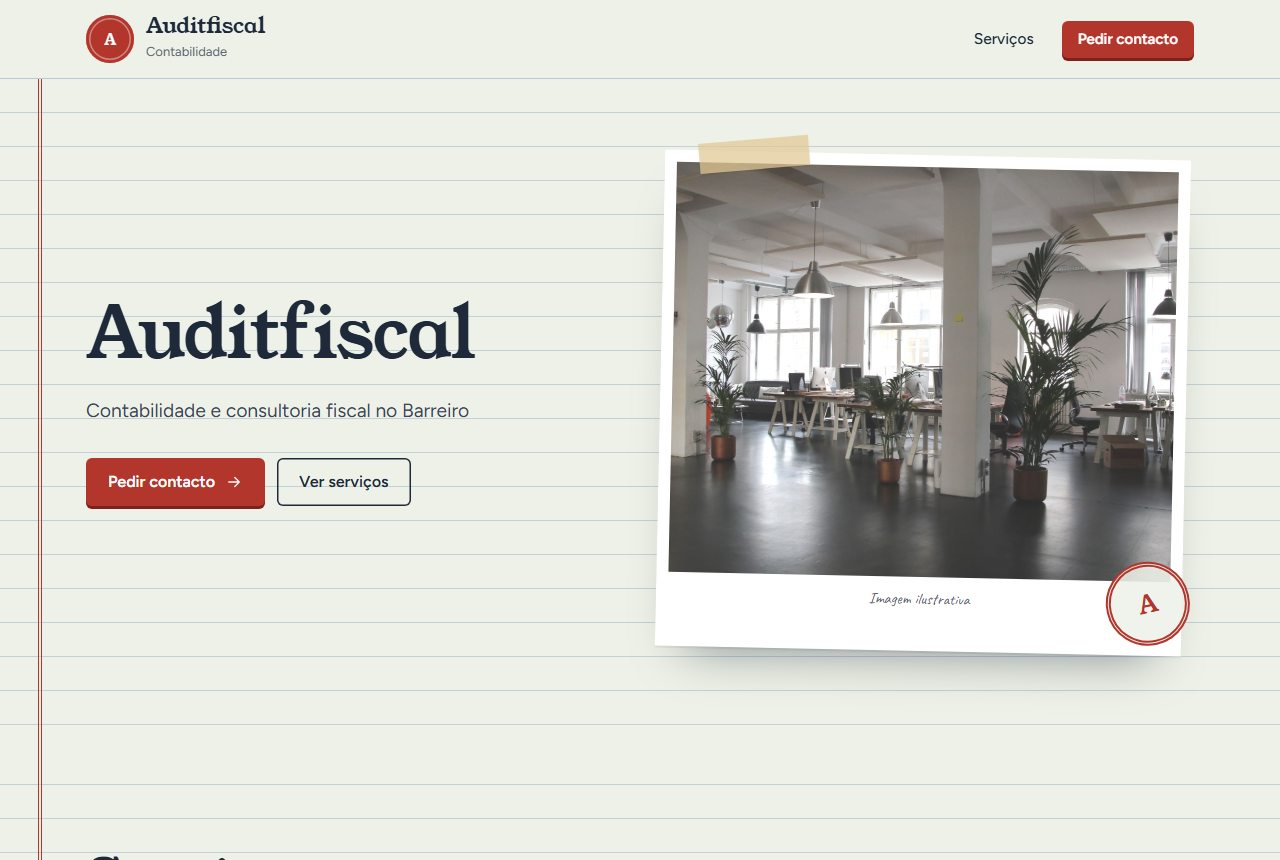 A
Auditfiscal
Contabilidade
Serviços
Pedir contacto
Auditfiscal
Contabilidade e consultoria fiscal no Barreiro
Pedir contacto →
Ver serviços
Imagem ilustrativa
A